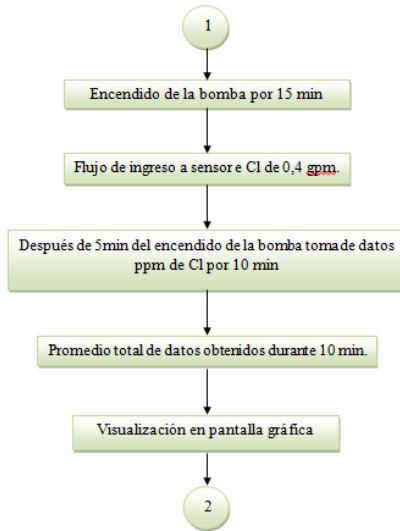 1
Encendido de la bomba por 15 min
Flujo de ingreso a sensor e Cl de 0,4 gpm.
Después de 5min del encendido de la bomba toma de datos
ppm de Cl por 10 min
Promedio total de datos obtenidos durante 10 min.
Visualización en pantalla gráfica
2